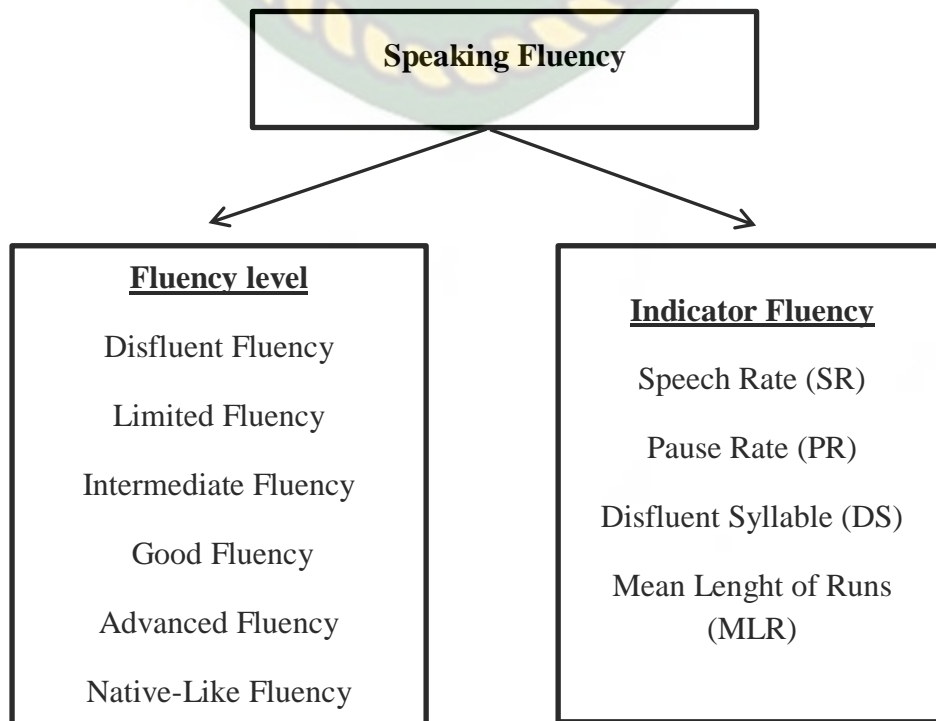 Speaking Fluency
Fluency level
Disfluent Fluency
Limited Fluency
Intermediate Fluency
Good Fluency
Advanced Fluency
Native-Like Fluency
Indicator Fluency
Speech Rate (SR)
Pause Rate (PR)
Disfluent Syllable (DS)
Mean Lenght of Runs
(MLR)